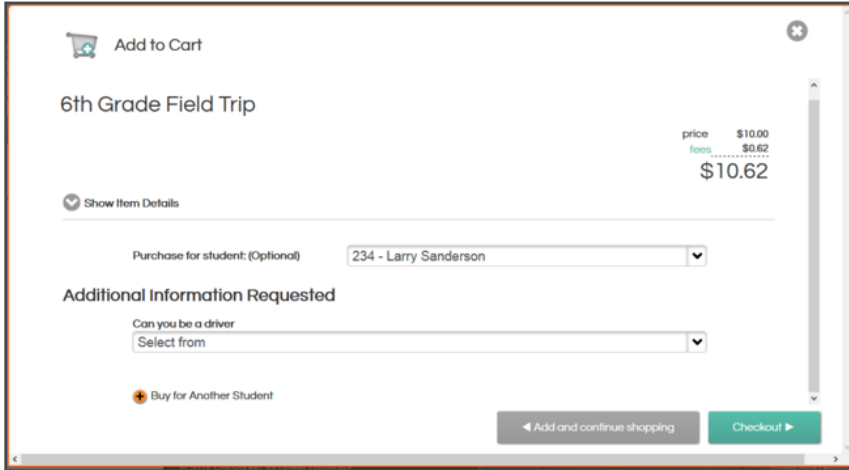 Add to Cart
6th Grade Field Trip
price $10.00
fees $0.62
$10.62
Show Item Details
Purchase for student: (Optional) 234 - Larry Sanderson
Additional Information Requested
Can you be a driver
Select from
Buy for Another Student
Add and continue shopping Checkout